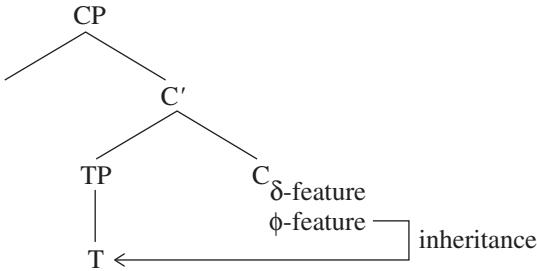 CP
C′
TP
C
δ-feature
ϕ-feature
inheritance
T